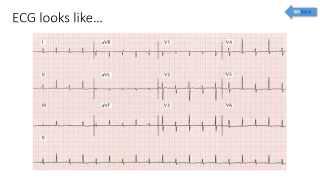 ECG looks like...
I aVR V1 V4
II aVL V2 V5
III aVF V3 V6
II